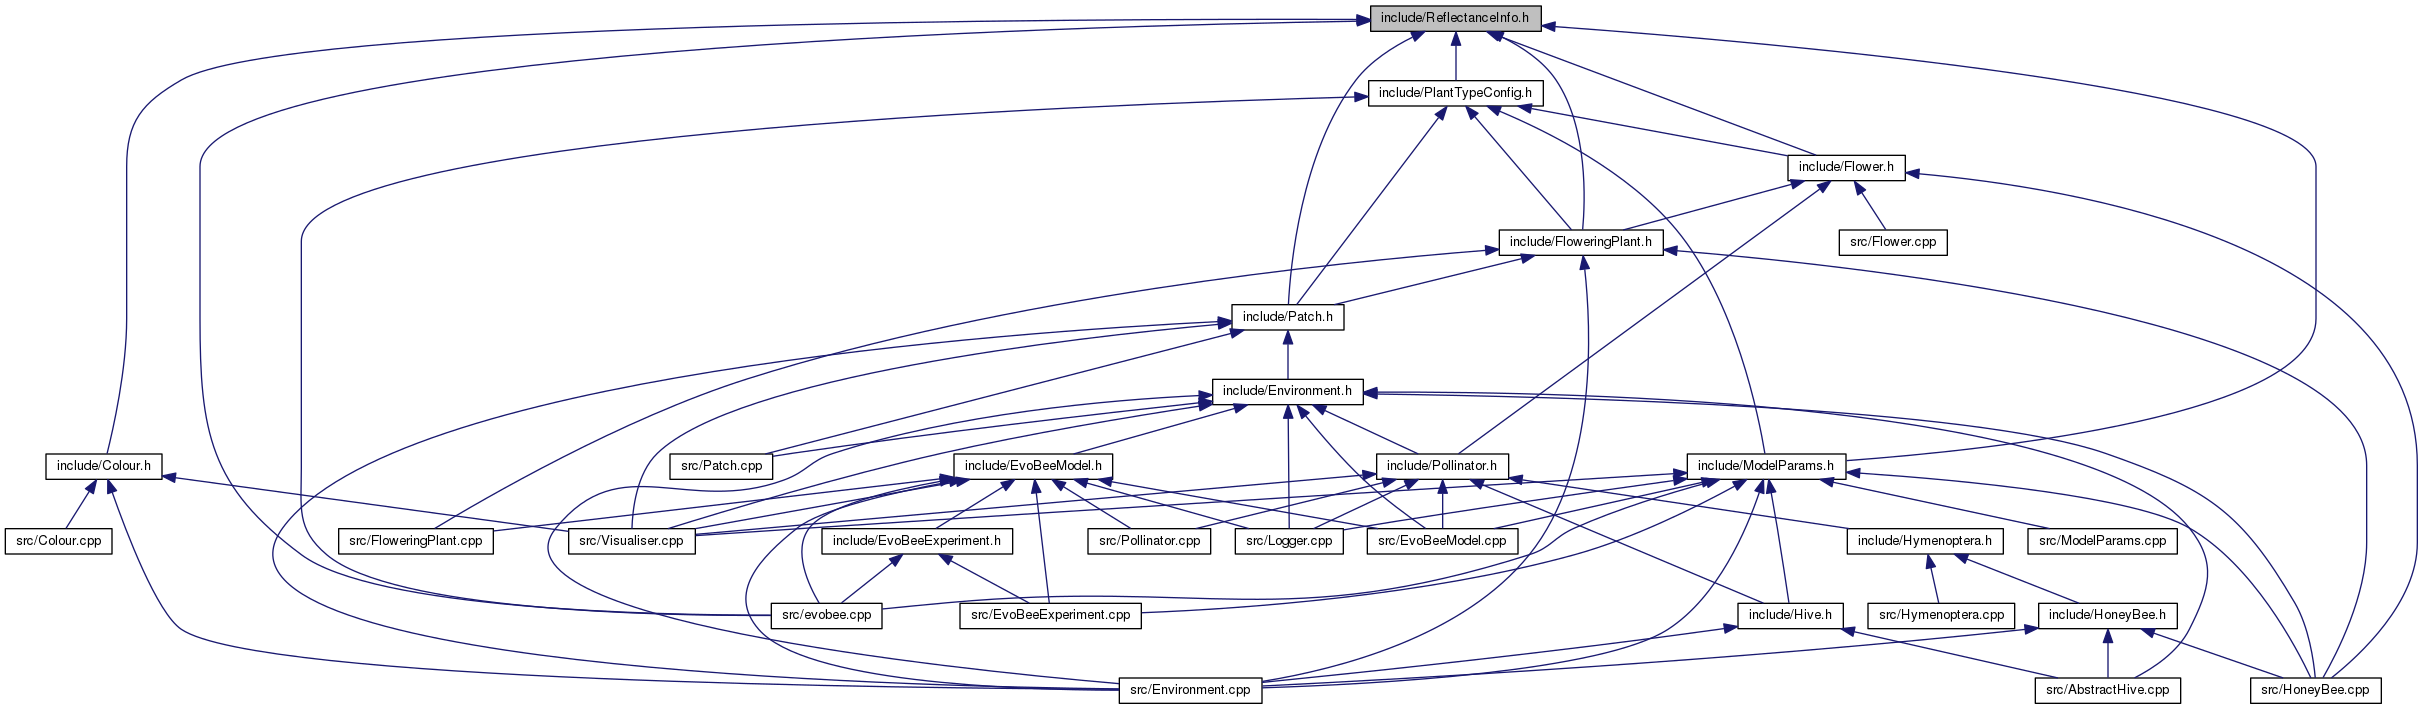 include/ReflectanceInfo.h
include/PlantTypeConfig.h
include/Flower.h
include/FloweringPlant.h
src/Flower.cpp
include/Patch.h
include/Environment.h
include/Colour.h
src/Patch.cpp
include/EvoBeeModel.h
include/Pollinator.h
include/ModelParams.h
src/Colour.cpp
src/FloweringPlant.cpp
src/Visualiser.cpp
include/EvoBeeExperiment.h
src/Pollinator.cpp
src/Logger.cpp
src/EvoBeeModel.cpp
include/Hymenoptera.h
src/ModelParams.cpp
src/evobee.cpp
src/EvoBeeExperiment.cpp
include/Hive.h
src/Hymenoptera.cpp
include/HoneyBee.h
src/Environment.cpp
src/AbstractHive.cpp
src/HoneyBee.cpp